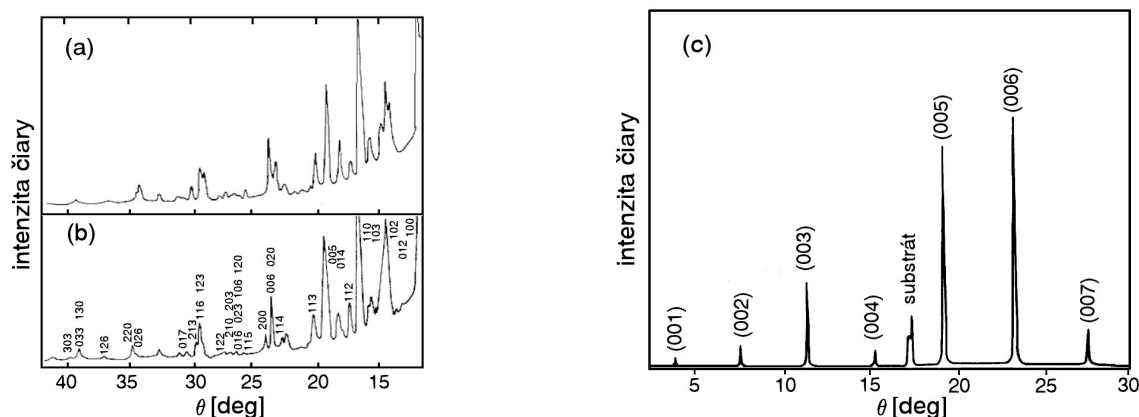 (a)
intenzita čiary
(b)
303
033 130
126
220
026
017
213
116 123
122
210 203
016 023 106 120
115
200
006 020
114
113
005
014
112
110
103
102
012 100
40 35 30 25 20 15
θ [deg]
(c)
intenzita čiary
(001)
(002)
(003)
(004)
substrát
(005)
(006)
(007)
5 10 15 20 25 30
θ [deg]